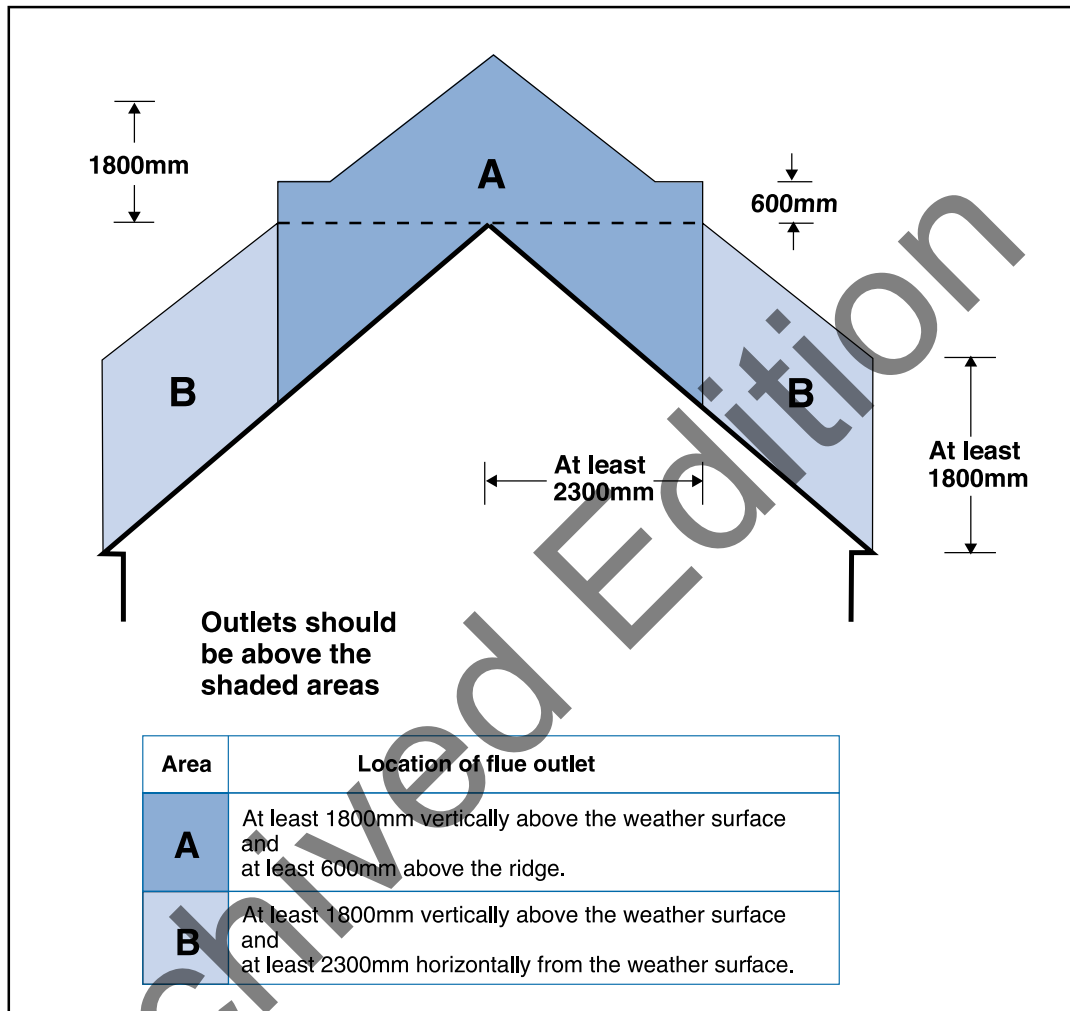 1800mm
A
600mm
B
B
At least
2300mm
At least
1800mm
Outlets should
be above the
shaded areas
Area Location of flue outlet
A
At least 1800mm vertically above the weather surface
and
at least 600mm above the ridge.
B
At least 1800mm vertically above the weather surface
and
at least 2300mm horizontally from the weather surface.
chived Edition